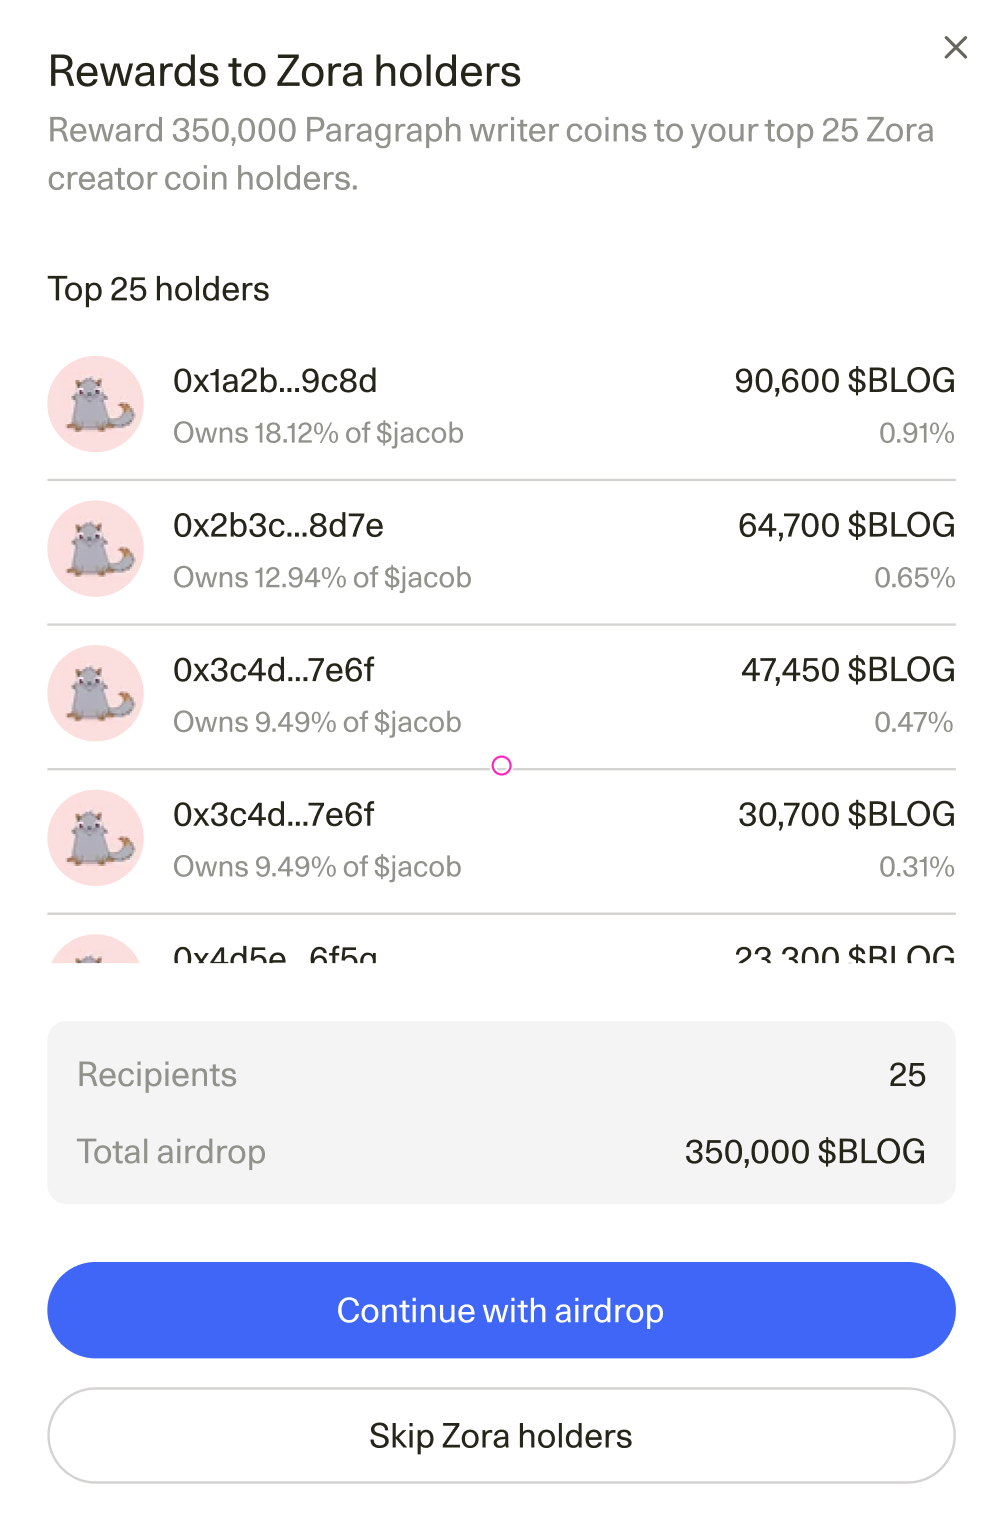 Rewards to Zora holders
Reward 350,000 Paragraph writer coins to your top 25 Zora
creator coin holders.
Top 25 holders
0x1a2b...9c8d
90,600 $BLOG
Owns 18.12% of $jacob
0.91%
0x2b3c...8d7e
64,700 $BLOG
Owns 12.94% of $jacob
0.65%
0x3c4d...7e6f
47,450 $BLOG
Owns 9.49% of $jacob
0.47%
0x3c4d...7e6f
30,700 $BLOG
Owns 9.49% of $jacob
0.31%
0x4d5e...6f5g
23,300 $BLOG
Recipients
25
Total airdrop
350,000 $BLOG
Continue with airdrop
Skip Zora holders